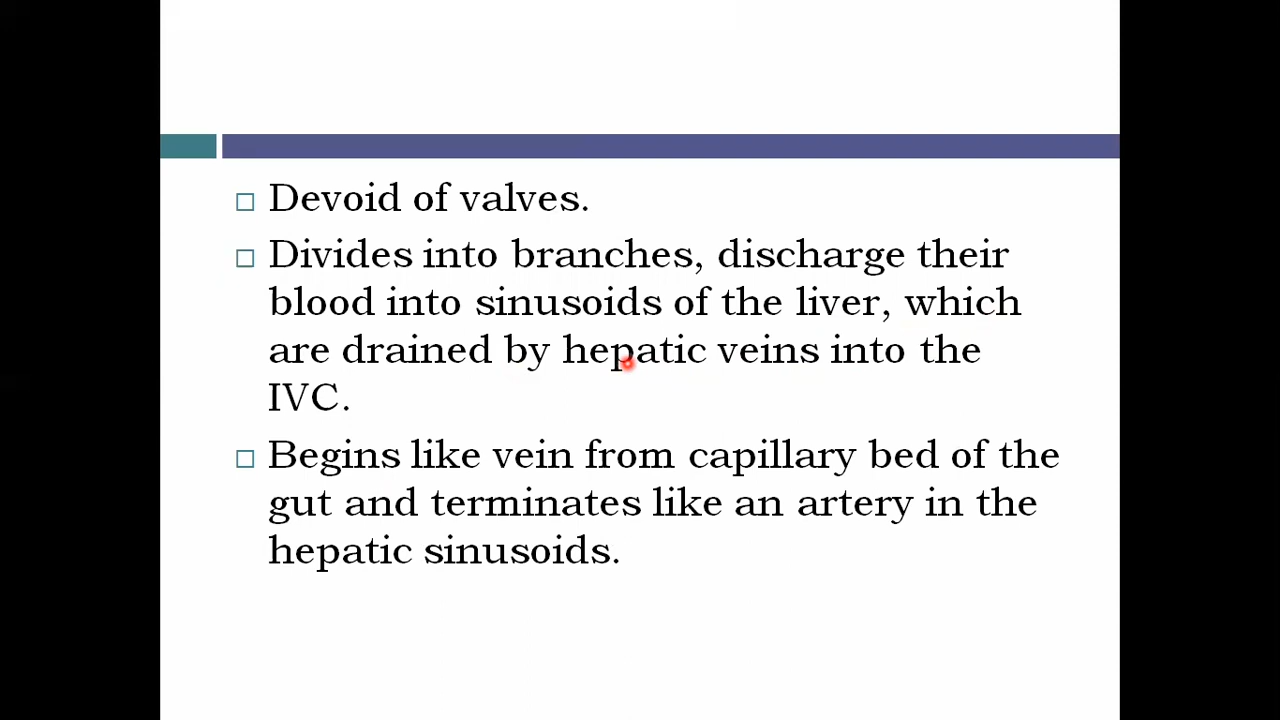 Devoid of valves.
Divides into branches, discharge their
blood into sinusoids of the liver, which
are drained by hepatic veins into the
IVC.
Begins like vein from capillary bed of the
gut and terminates like an artery in the
hepatic sinusoids.